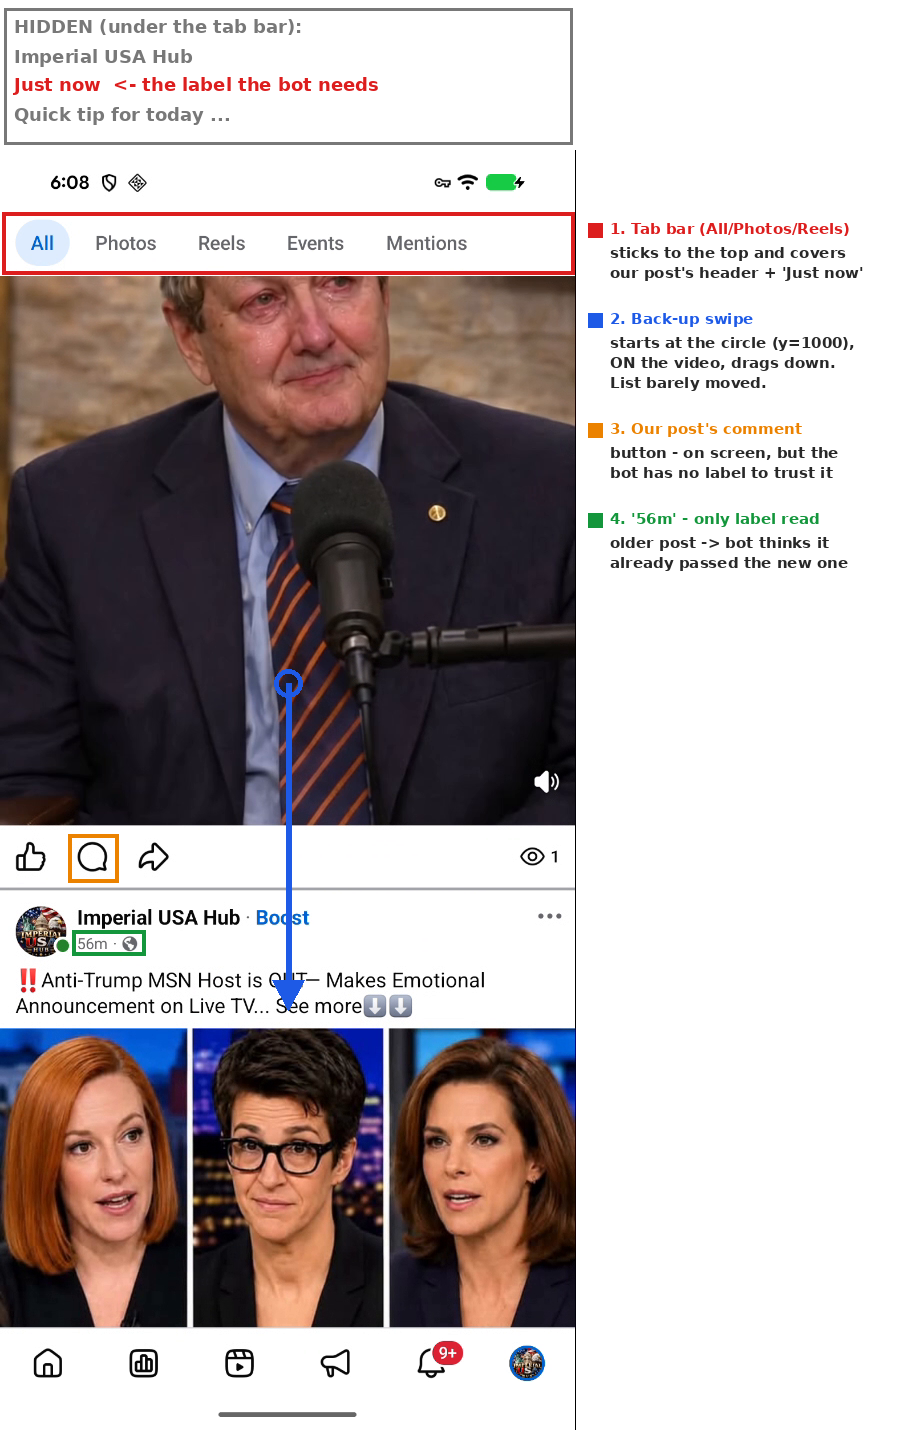 HIDDEN (under the tab bar):
Imperial USA Hub
Just now  <- the label the bot needs
Quick tip for today ...
6:08
All Photos Reels Events Mentions
1. Tab bar (All/Photos/Reels)
sticks to the top and covers
our post's header + 'Just now'
2. Back-up swipe
starts at the circle (y=1000),
ON the video, drags down.
List barely moved.
3. Our post's comment
button - on screen, but the
bot has no label to trust it
4. '56m' - only label read
older post -> bot thinks it
already passed the new one
1
Imperial USA Hub · Boost
56m ·
‼️Anti-Trump MSN Host is OUT— Makes Emotional
Announcement on Live TV... See more⬇️⬇️
IMPERIAL
US
HUB
9+